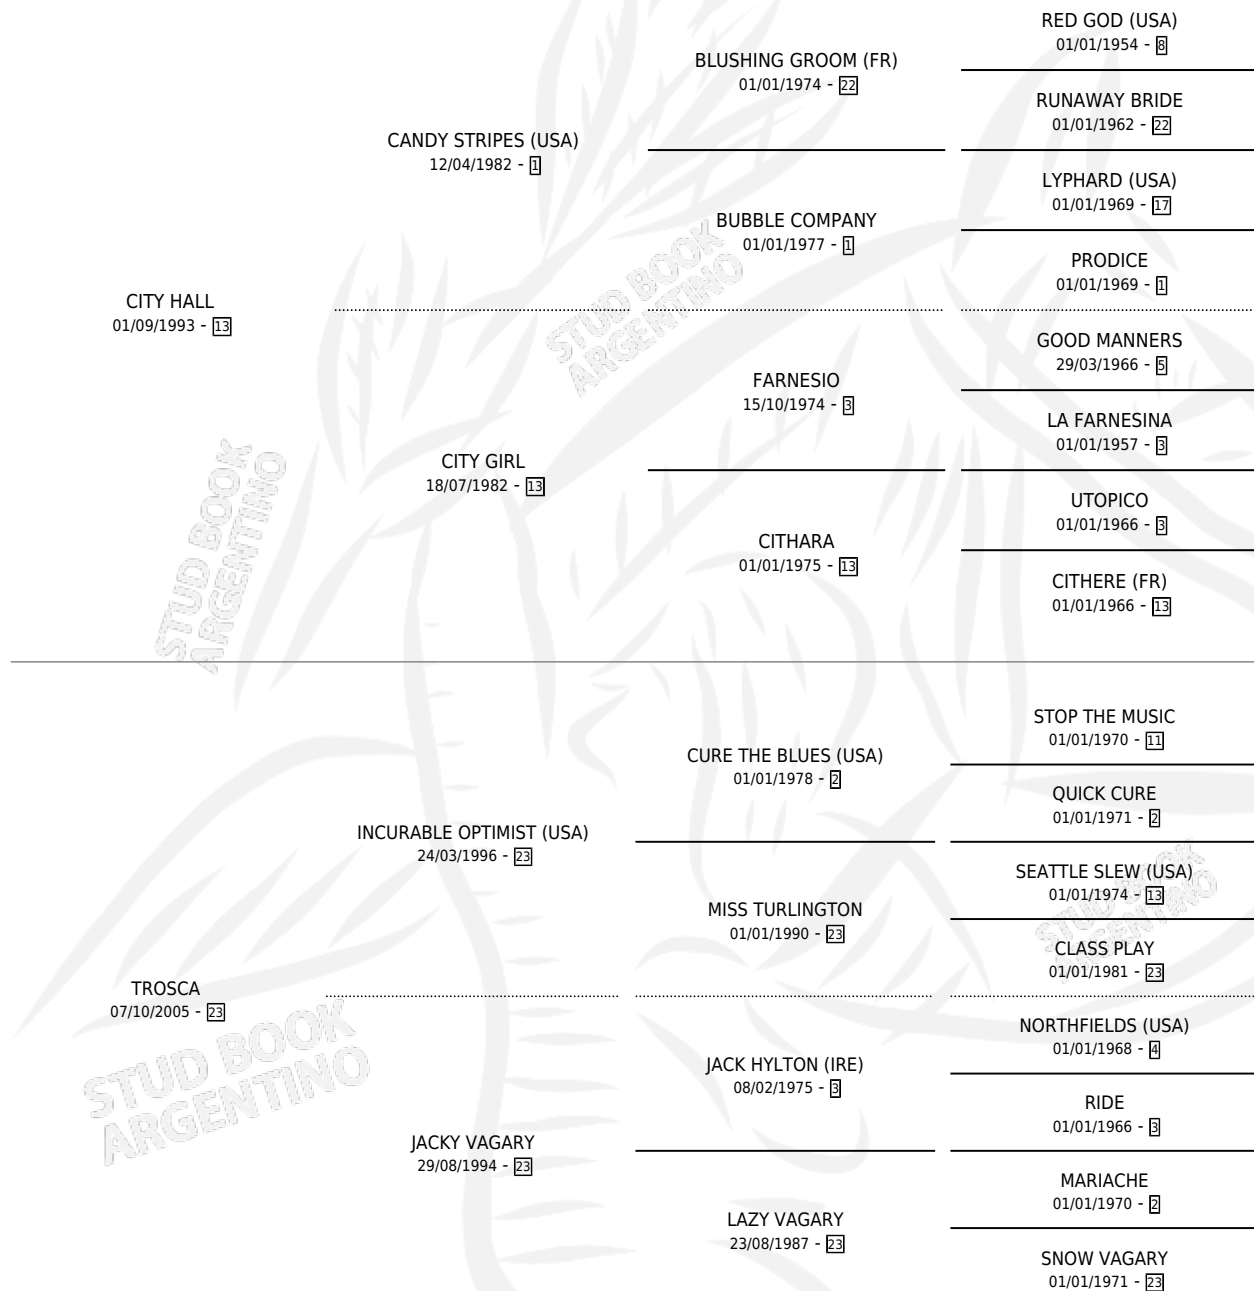 RED GOD (USA)
01/01/1954 - 8
BLUSHING GROOM (FR)
01/01/1974 - 22
RUNAWAY BRIDE
01/01/1962 - 22
CANDY STRIPES (USA)
12/04/1982 - 1
LYPHARD (USA)
01/01/1969 - 17
BUBBLE COMPANY
01/01/1977 - 1
PRODICE
01/01/1969 - 1
CITY HALL
01/09/1993 - 13
GOOD MANNERS
29/03/1966 - 5
FARNESIO
15/10/1974 - 3
LA FARNESINA
01/01/1957 - 3
CITY GIRL
18/07/1982 - 13
UTOPICO
01/01/1966 - 3
CITHARA
01/01/1975 - 13
CITHERE (FR)
01/01/1966 - 13
STOP THE MUSIC
01/01/1970 - 11
CURE THE BLUES (USA)
01/01/1978 - 2
QUICK CURE
01/01/1971 - 2
INCURABLE OPTIMIST (USA)
24/03/1996 - 23
SEATTLE SLEW (USA)
01/01/1974 - 13
MISS TURLINGTON
01/01/1990 - 23
CLASS PLAY
01/01/1981 - 23
TROSCA
07/10/2005 - 23
NORTHFIELDS (USA)
01/01/1968 - 4
JACK HYLTON (IRE)
08/02/1975 - 3
RIDE
01/01/1966 - 3
JACKY VAGARY
29/08/1994 - 23
MARIACHE
01/01/1970 - 2
LAZY VAGARY
23/08/1987 - 23
SNOW VAGARY
01/01/1971 - 23
STUD BOOK
ARGENTINO
STUD BOOK
ARGENTINO
STUD BOOK
ARGENTINO
STUD BOOK
ARGENTINO